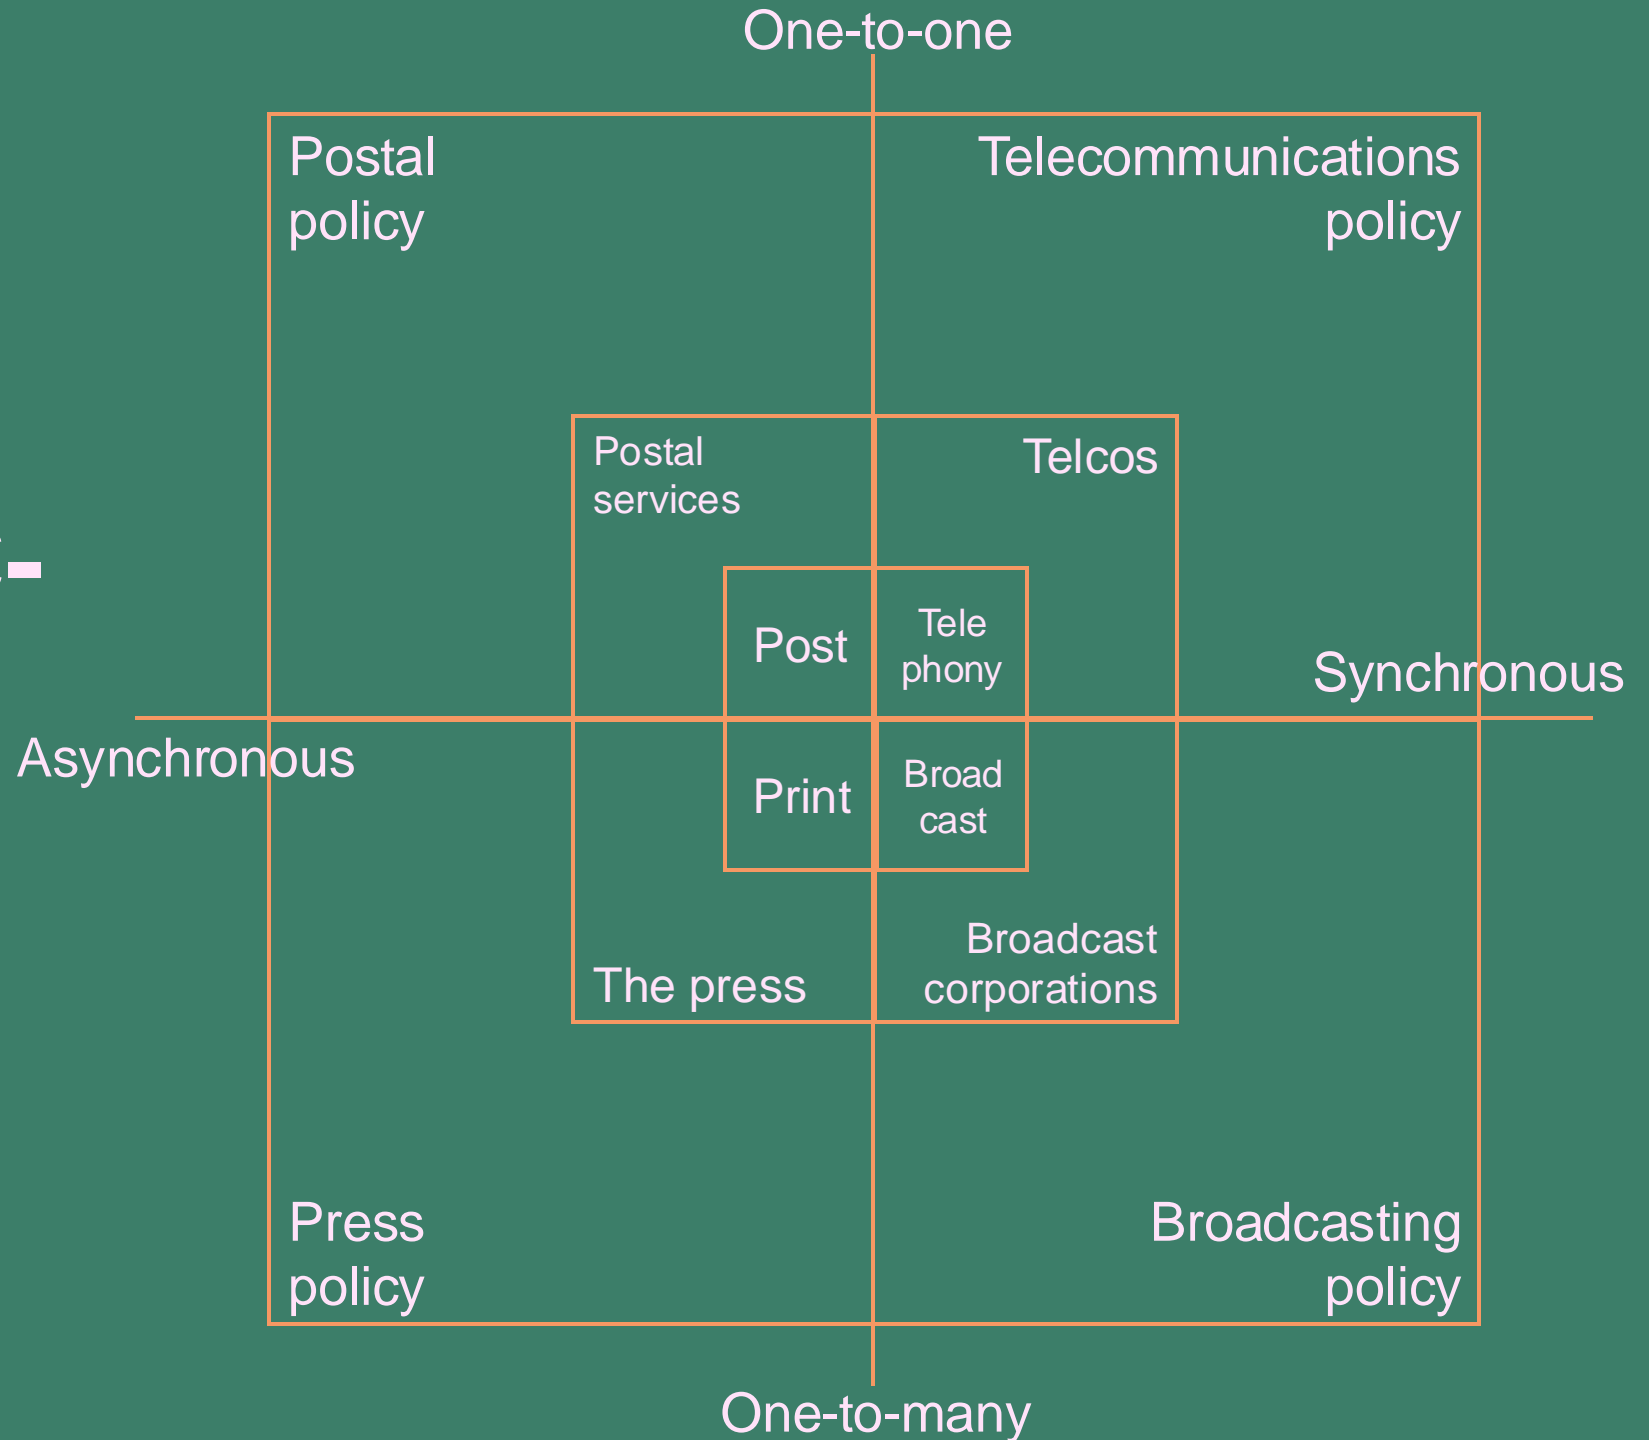 One-to-one
Postal
policy
Telecommunications
policy
Postal
services
Telcos
Post
Tele
phony
Synchronous
Asynchronous
Print
Broad
cast
The press
Broadcast
corporations
Press
policy
Broadcasting
policy
One-to-many